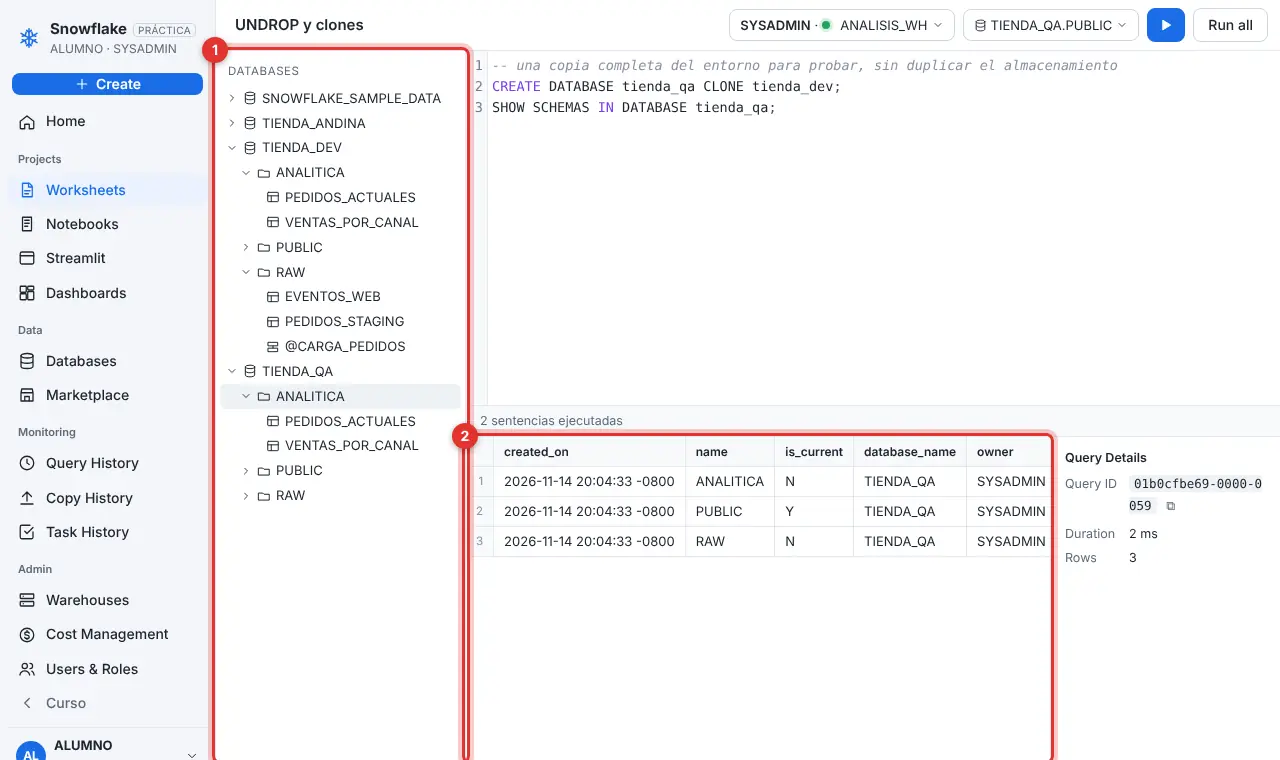 Snowflake PRÁCTICA
ALUMNO · SYSADMIN
+ Create
Home
Projects
Worksheets
Notebooks
Streamlit
Dashboards
Data
Databases
Marketplace
Monitoring
Query History
Copy History
Task History
Admin
Warehouses
Cost Management
Users & Roles
Curso
AL ALUMNO
UNDROP y clones
SYSADMIN · ANALISIS_WH
TIENDA_QA.PUBLIC
Run all
1
DATABASES
SNOWFLAKE_SAMPLE_DATA
TIENDA_ANDINA
TIENDA_DEV
ANALITICA
PEDIDOS_ACTUALES
VENTAS_POR_CANAL
PUBLIC
RAW
EVENTOS_WEB
PEDIDOS_STAGING
@CARGA_PEDIDOS
TIENDA_QA
ANALITICA
PEDIDOS_ACTUALES
VENTAS_POR_CANAL
PUBLIC
RAW
1 -- una copia completa del entorno para probar, sin duplicar el almacenamiento
2 CREATE DATABASE tienda_qa CLONE tienda_dev;
3 SHOW SCHEMAS IN DATABASE tienda_qa;
2 sentencias ejecutadas
2
created_on name is_current database_name owner
1 2026-11-14 20:04:33 -0800 ANALITICA N TIENDA_QA SYSADMIN
2 2026-11-14 20:04:33 -0800 PUBLIC Y TIENDA_QA SYSADMIN
3 2026-11-14 20:04:33 -0800 RAW N TIENDA_QA SYSADMIN
Query Details
Query ID 01b0cfbe69-0000-0
059
Duration 2 ms
Rows 3